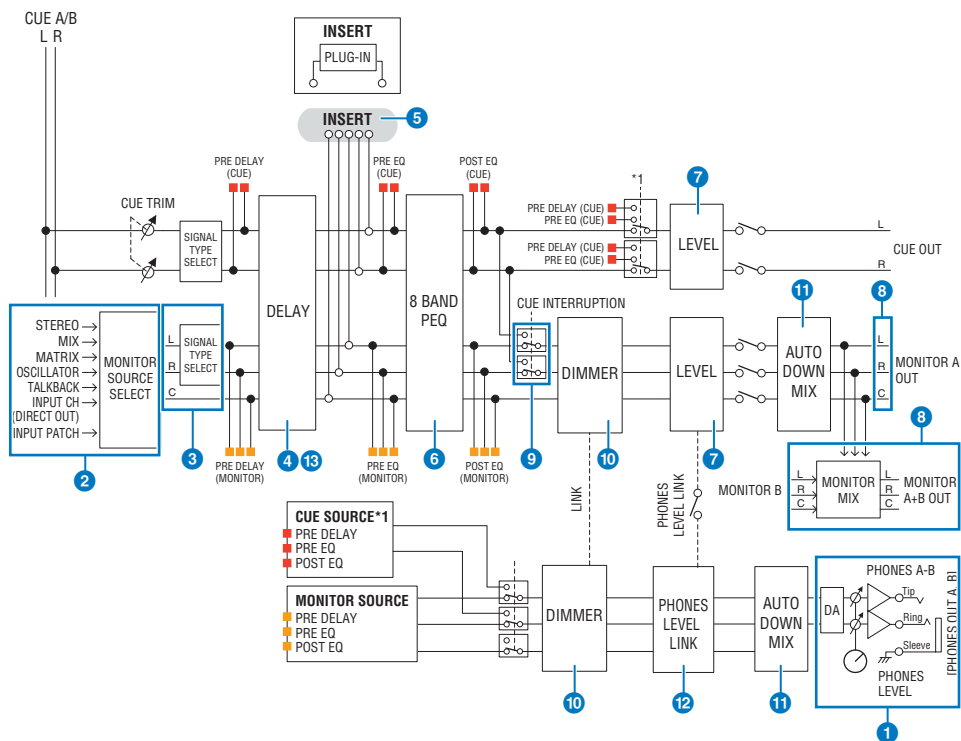 CUE A/B
L R
INSERT
PLUG-IN
INSERT
5
PRE DELAY
(CUE)
PRE EQ
(CUE)
POST EQ
(CUE)
*1
7
CUE TRIM
SIGNAL
TYPE
SELECT
PRE DELAY (CUE)
PRE EQ (CUE)
PRE DELAY (CUE)
PRE EQ (CUE)
LEVEL
L
R
CUE OUT
DELAY
8 BAND
PEQ
CUE INTERRUPTION
11
8
STEREO
MIX
MATRIX
OSCILLATOR
TALKBACK
INPUT CH
(DIRECT OUT)
INPUT PATCH
MONITOR
SOURCE
SELECT
L
R
C
SIGNAL
TYPE
SELECT
DIMMER
LEVEL
AUTO
DOWN
MIX
L
R
C
MONITOR A
OUT
2
3
PRE DELAY
(MONITOR)
4
13
PRE EQ
(MONITOR)
6
POST EQ
(MONITOR)
9
10
7
8
MONITOR B
L
R
C
MONITOR
MIX
L
R
C
MONITOR
A+B OUT
LINK
PHONES
LEVEL LINK
CUE SOURCE*1
PRE DELAY
PRE EQ
POST EQ
MONITOR SOURCE
PRE DELAY
PRE EQ
POST EQ
DIMMER
PHONES
LEVEL
LINK
AUTO
DOWN
MIX
PHONES A-B
DA
Tip
Ring
Sleeve
PHONES
LEVEL
[PHONES OUT A, B]
10
12
11
1